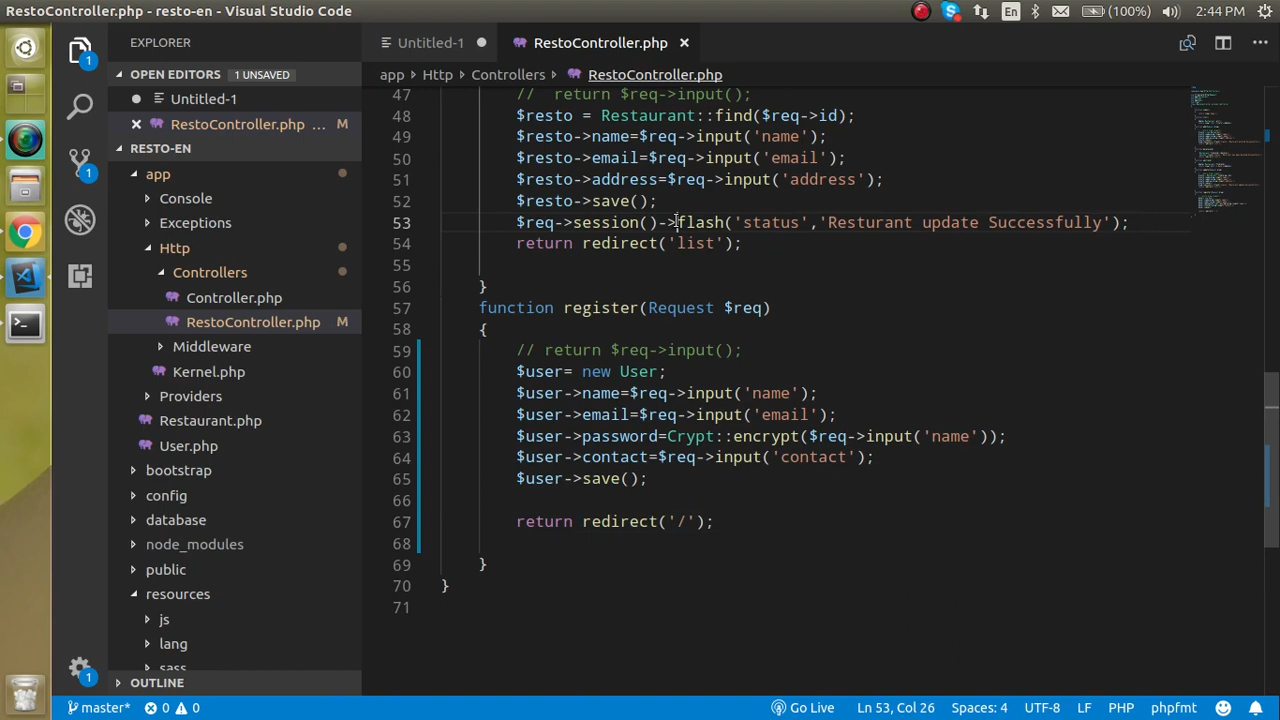 RestoController.php - resto-en - Visual Studio Code
En
(100%)
2:44 PM
EXPLORER
Untitled-1
RestoController.php
OPEN EDITORS
1 UNSAVED
app
Http
Controllers
RestoController.php
Untitled-1
RestoController.php ...
M
RESTO-EN
app
Console
Exceptions
Http
Controllers
Controller.php
RestoController.php
M
Middleware
Kernel.php
Providers
Restaurant.php
User.php
bootstrap
config
database
node_modules
public
resources
js
lang
sass
OUTLINE
1
1
1
47 // return $req->input();
48 $resto = Restaurant::find($req->id);
49 $resto->name=$req->input('name');
50 $resto->email=$req->input('email');
51 $resto->address=$req->input('address');
52 $resto->save();
53 $req->session()->flash('status','Resturant update Successfully');
54 return redirect('list');
55
56 }
57 function register(Request $req)
58 {
59 // return $req->input();
60 $user= new User;
61 $user->name=$req->input('name');
62 $user->email=$req->input('email');
63 $user->password=Crypt::encrypt($req->input('name'));
64 $user->contact=$req->input('contact');
65 $user->save();
66
67 return redirect('/');
68
69 }
70 }
71
master*
0
0
Go Live
Ln 53, Col 26
Spaces: 4
UTF-8
LF
PHP
phpfmt